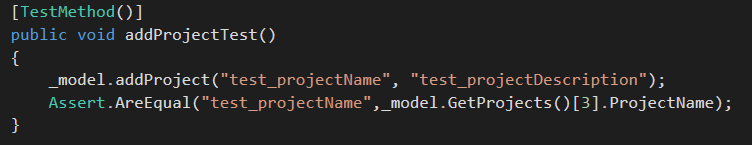 [TestMethod()]
public void addProjectTest()
{
_model.addProject("test_projectName", "test_projectDescription");
Assert.AreEqual("test_projectName",_model.GetProjects()[3].ProjectName);
}